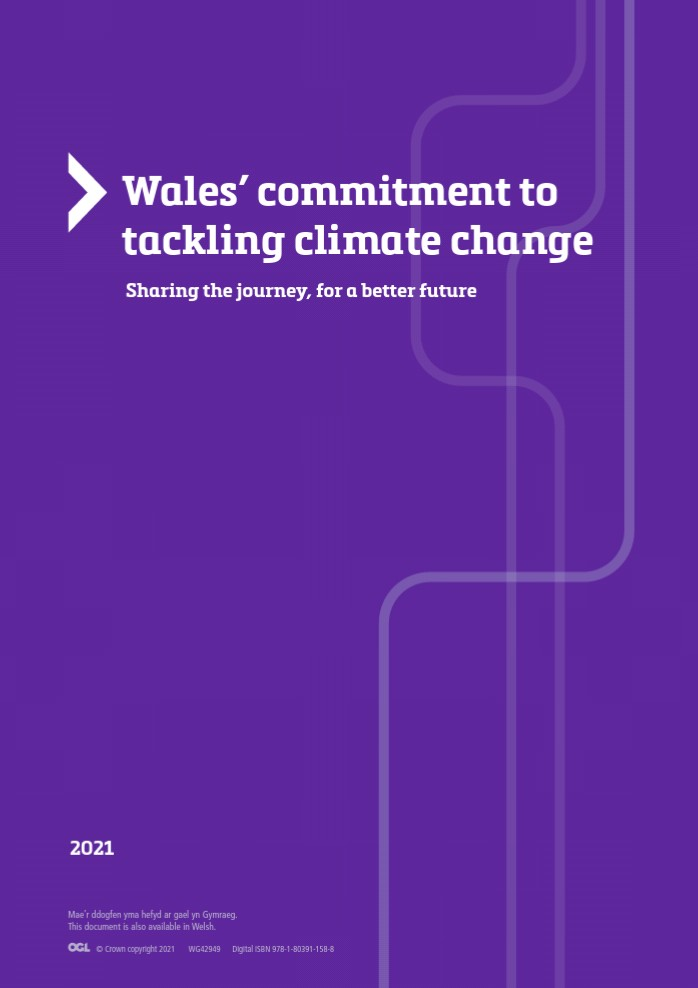 Wales’ commitment to
tackling climate change
Sharing the journey, for a better future
2021
Mae’r ddogfen yma hefyd ar gael yn Gymraeg.
This document is also available in Welsh.
OGL © Crown copyright 2021 WG42949 Digital ISBN 978-1-80391-158-8